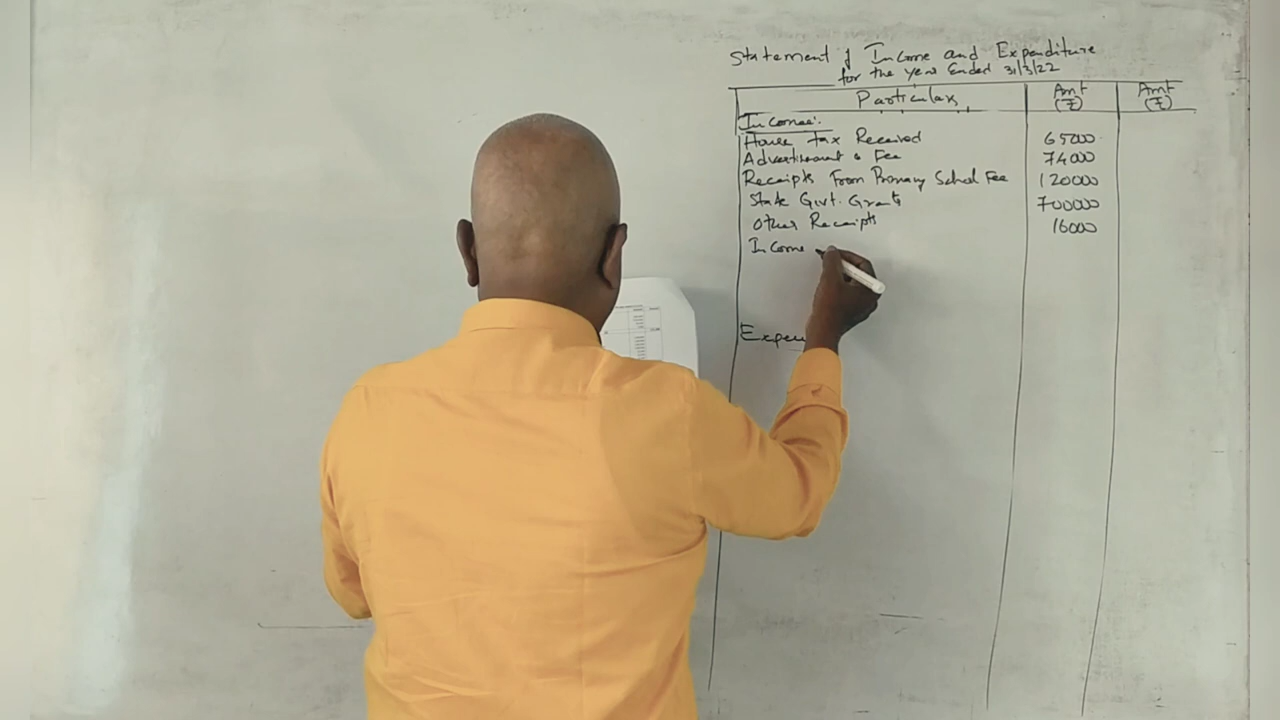 Statement of Income and Expenditure
for the year Ended 31/3/22
Particulars Amt (₹) Amt (₹)
Incomes:
House tax Received 65000
Advertisement Fee 74000
Receipts From Primary School Fee 120000
State Govt. Grants 700000
Other Receipts 16000
Income
Expen